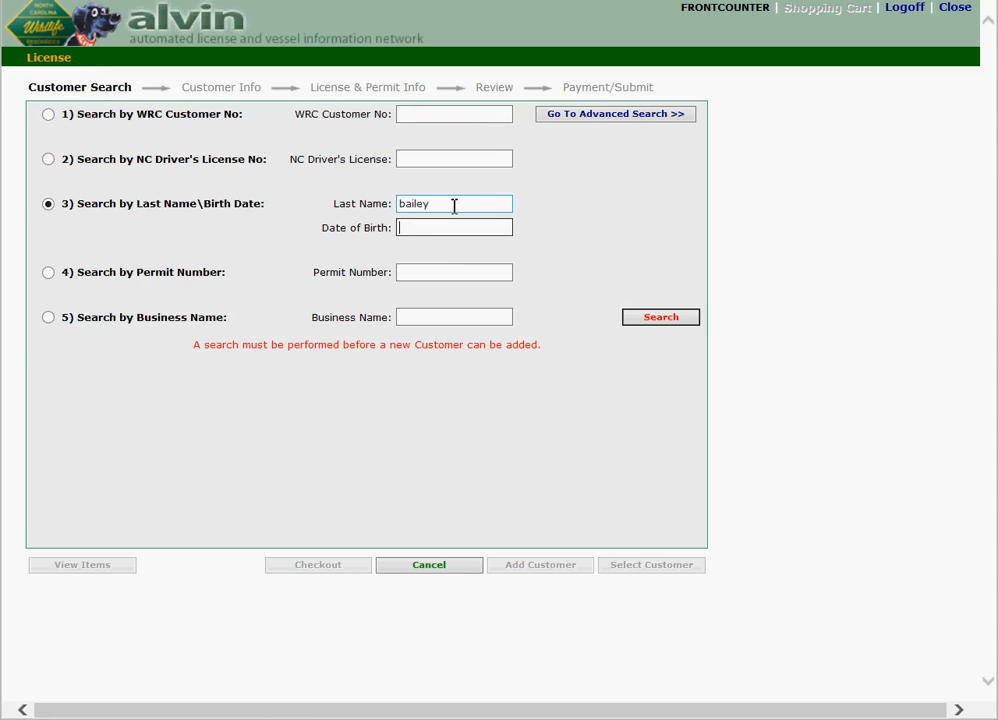 NORTH CAROLINA
Wildlife
RESOURCES
alvin
automated license and vessel information network
FRONTCOUNTER | Shopping Cart | Logoff | Close
License
Customer Search Customer Info License & Permit Info Review Payment/Submit
1) Search by WRC Customer No: WRC Customer No: Go To Advanced Search >>
2) Search by NC Driver's License No: NC Driver's License:
3) Search by Last Name\Birth Date: Last Name: bailey
Date of Birth:
4) Search by Permit Number: Permit Number:
5) Search by Business Name: Business Name: Search
A search must be performed before a new Customer can be added.
View Items Checkout Cancel Add Customer Select Customer